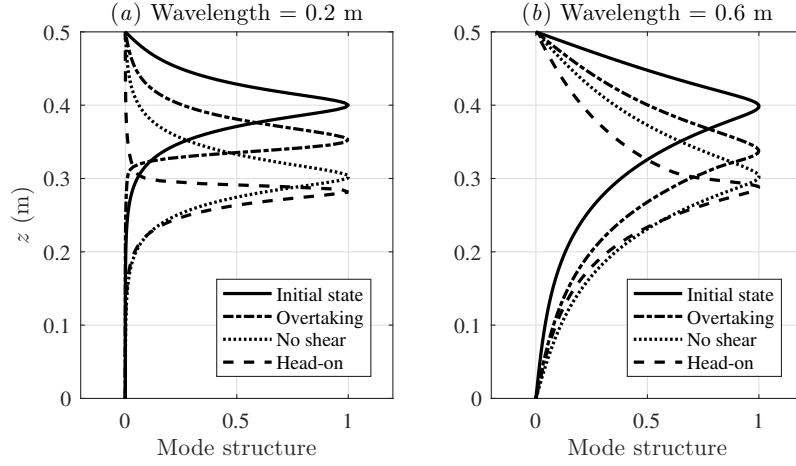 (a) Wavelength = 0.2 m
0.5
0.4
0.3
0.2
0.1
0
z (m)
Initial state
Overtaking
No shear
Head-on
0 0.5 1
Mode structure
(b) Wavelength = 0.6 m
0.5
0.4
0.3
0.2
0.1
0
Initial state
Overtaking
No shear
Head-on
0 0.5 1
Mode structure